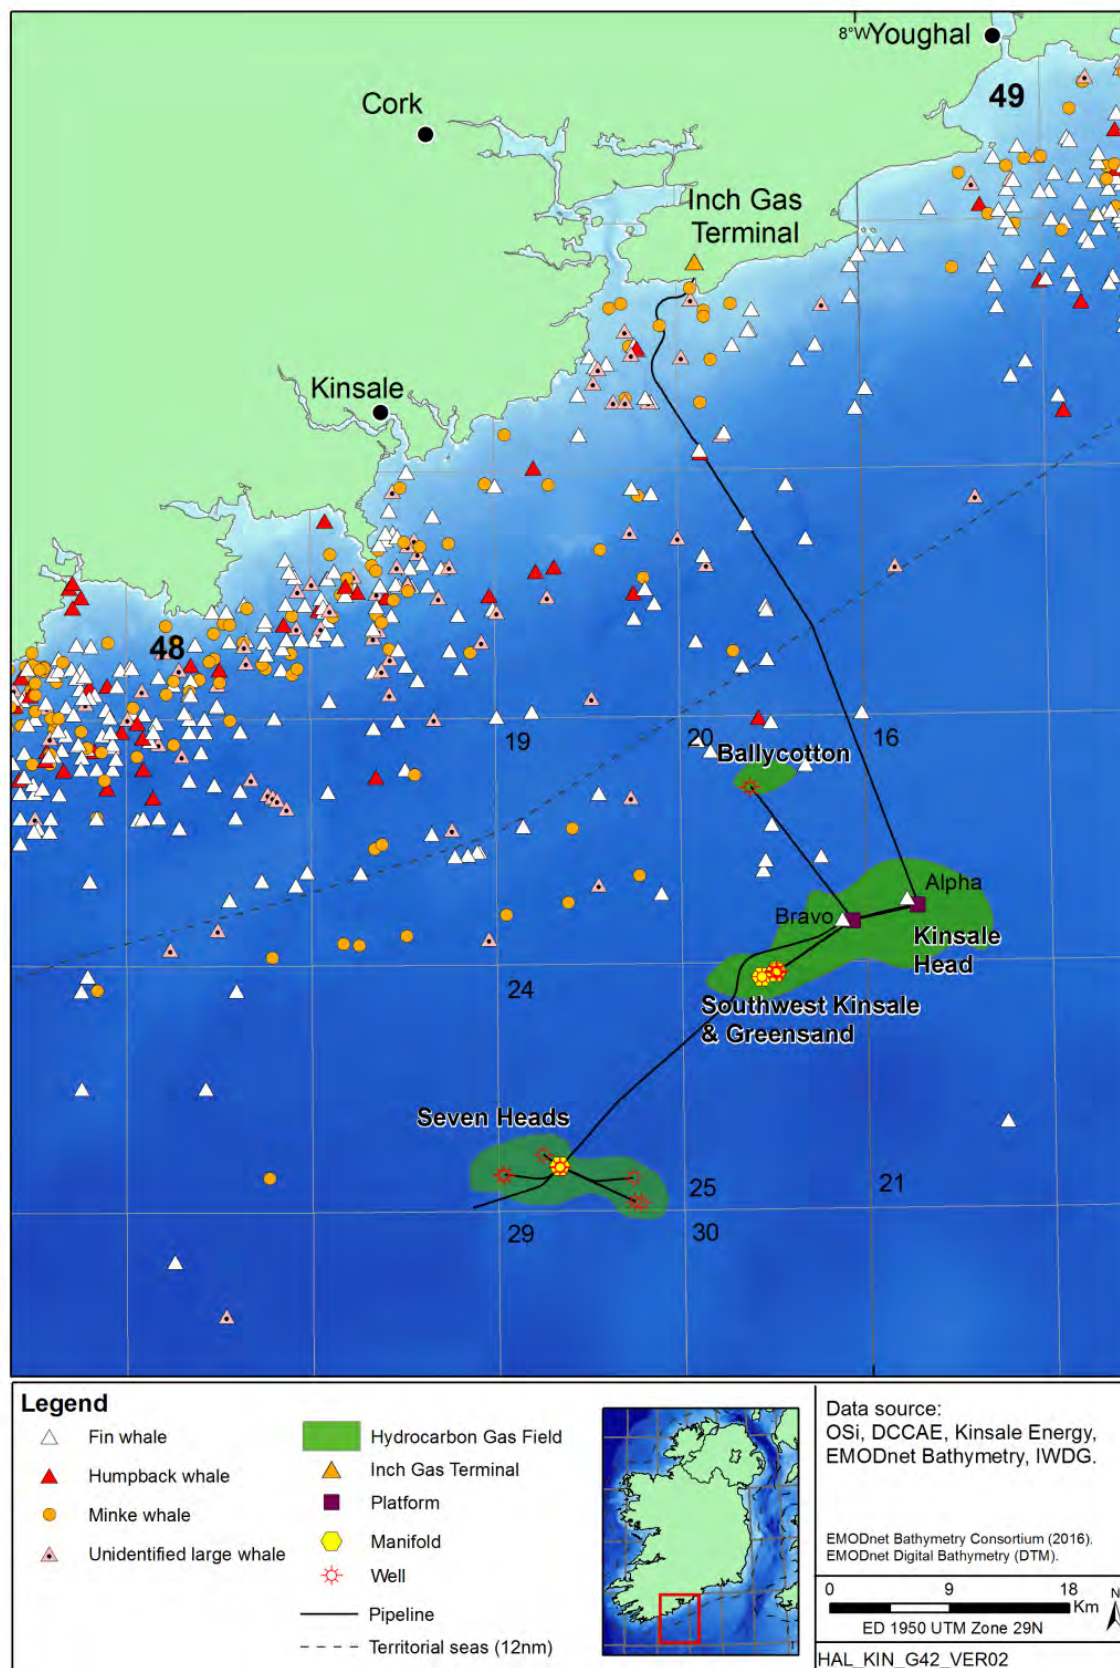 8°W
Youghal
49
Cork
Inch Gas
Terminal
Kinsale
48
19
20
16
Ballycotton
Alpha
Bravo
Kinsale
Head
24
Southwest Kinsale
& Greensand
Seven Heads
25
21
29
30
Legend
Fin whale
Humpback whale
Minke whale
Unidentified large whale
Hydrocarbon Gas Field
Inch Gas Terminal
Platform
Manifold
Well
Pipeline
Territorial seas (12nm)
Data source:
OSi, DCCAE, Kinsale Energy,
EMODnet Bathymetry, IWDG.
EMODnet Bathymetry Consortium (2016).
EMODnet Digital Bathymetry (DTM).
0 9 18
Km
N
ED 1950 UTM Zone 29N
HAL_KIN_G42_VER02